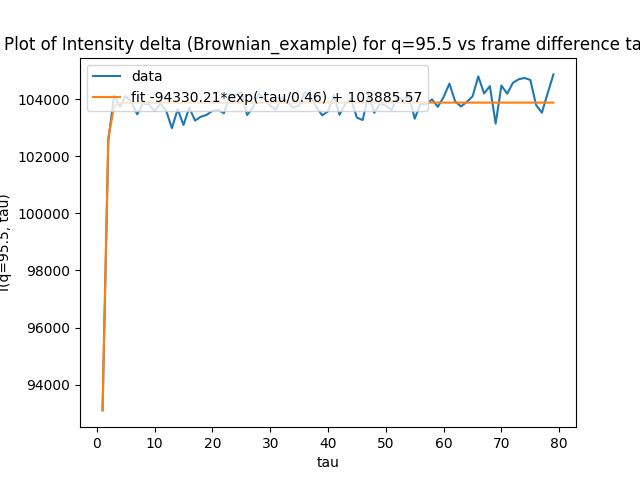 Plot of Intensity delta (Brownian_example) for q=95.5 vs frame difference ta
data
fit -94330.21*exp(-tau/0.46) + 103885.57
104000
102000
100000
98000
96000
94000
I(q=95.5, tau)
0 10 20 30 40 50 60 70 80
tau